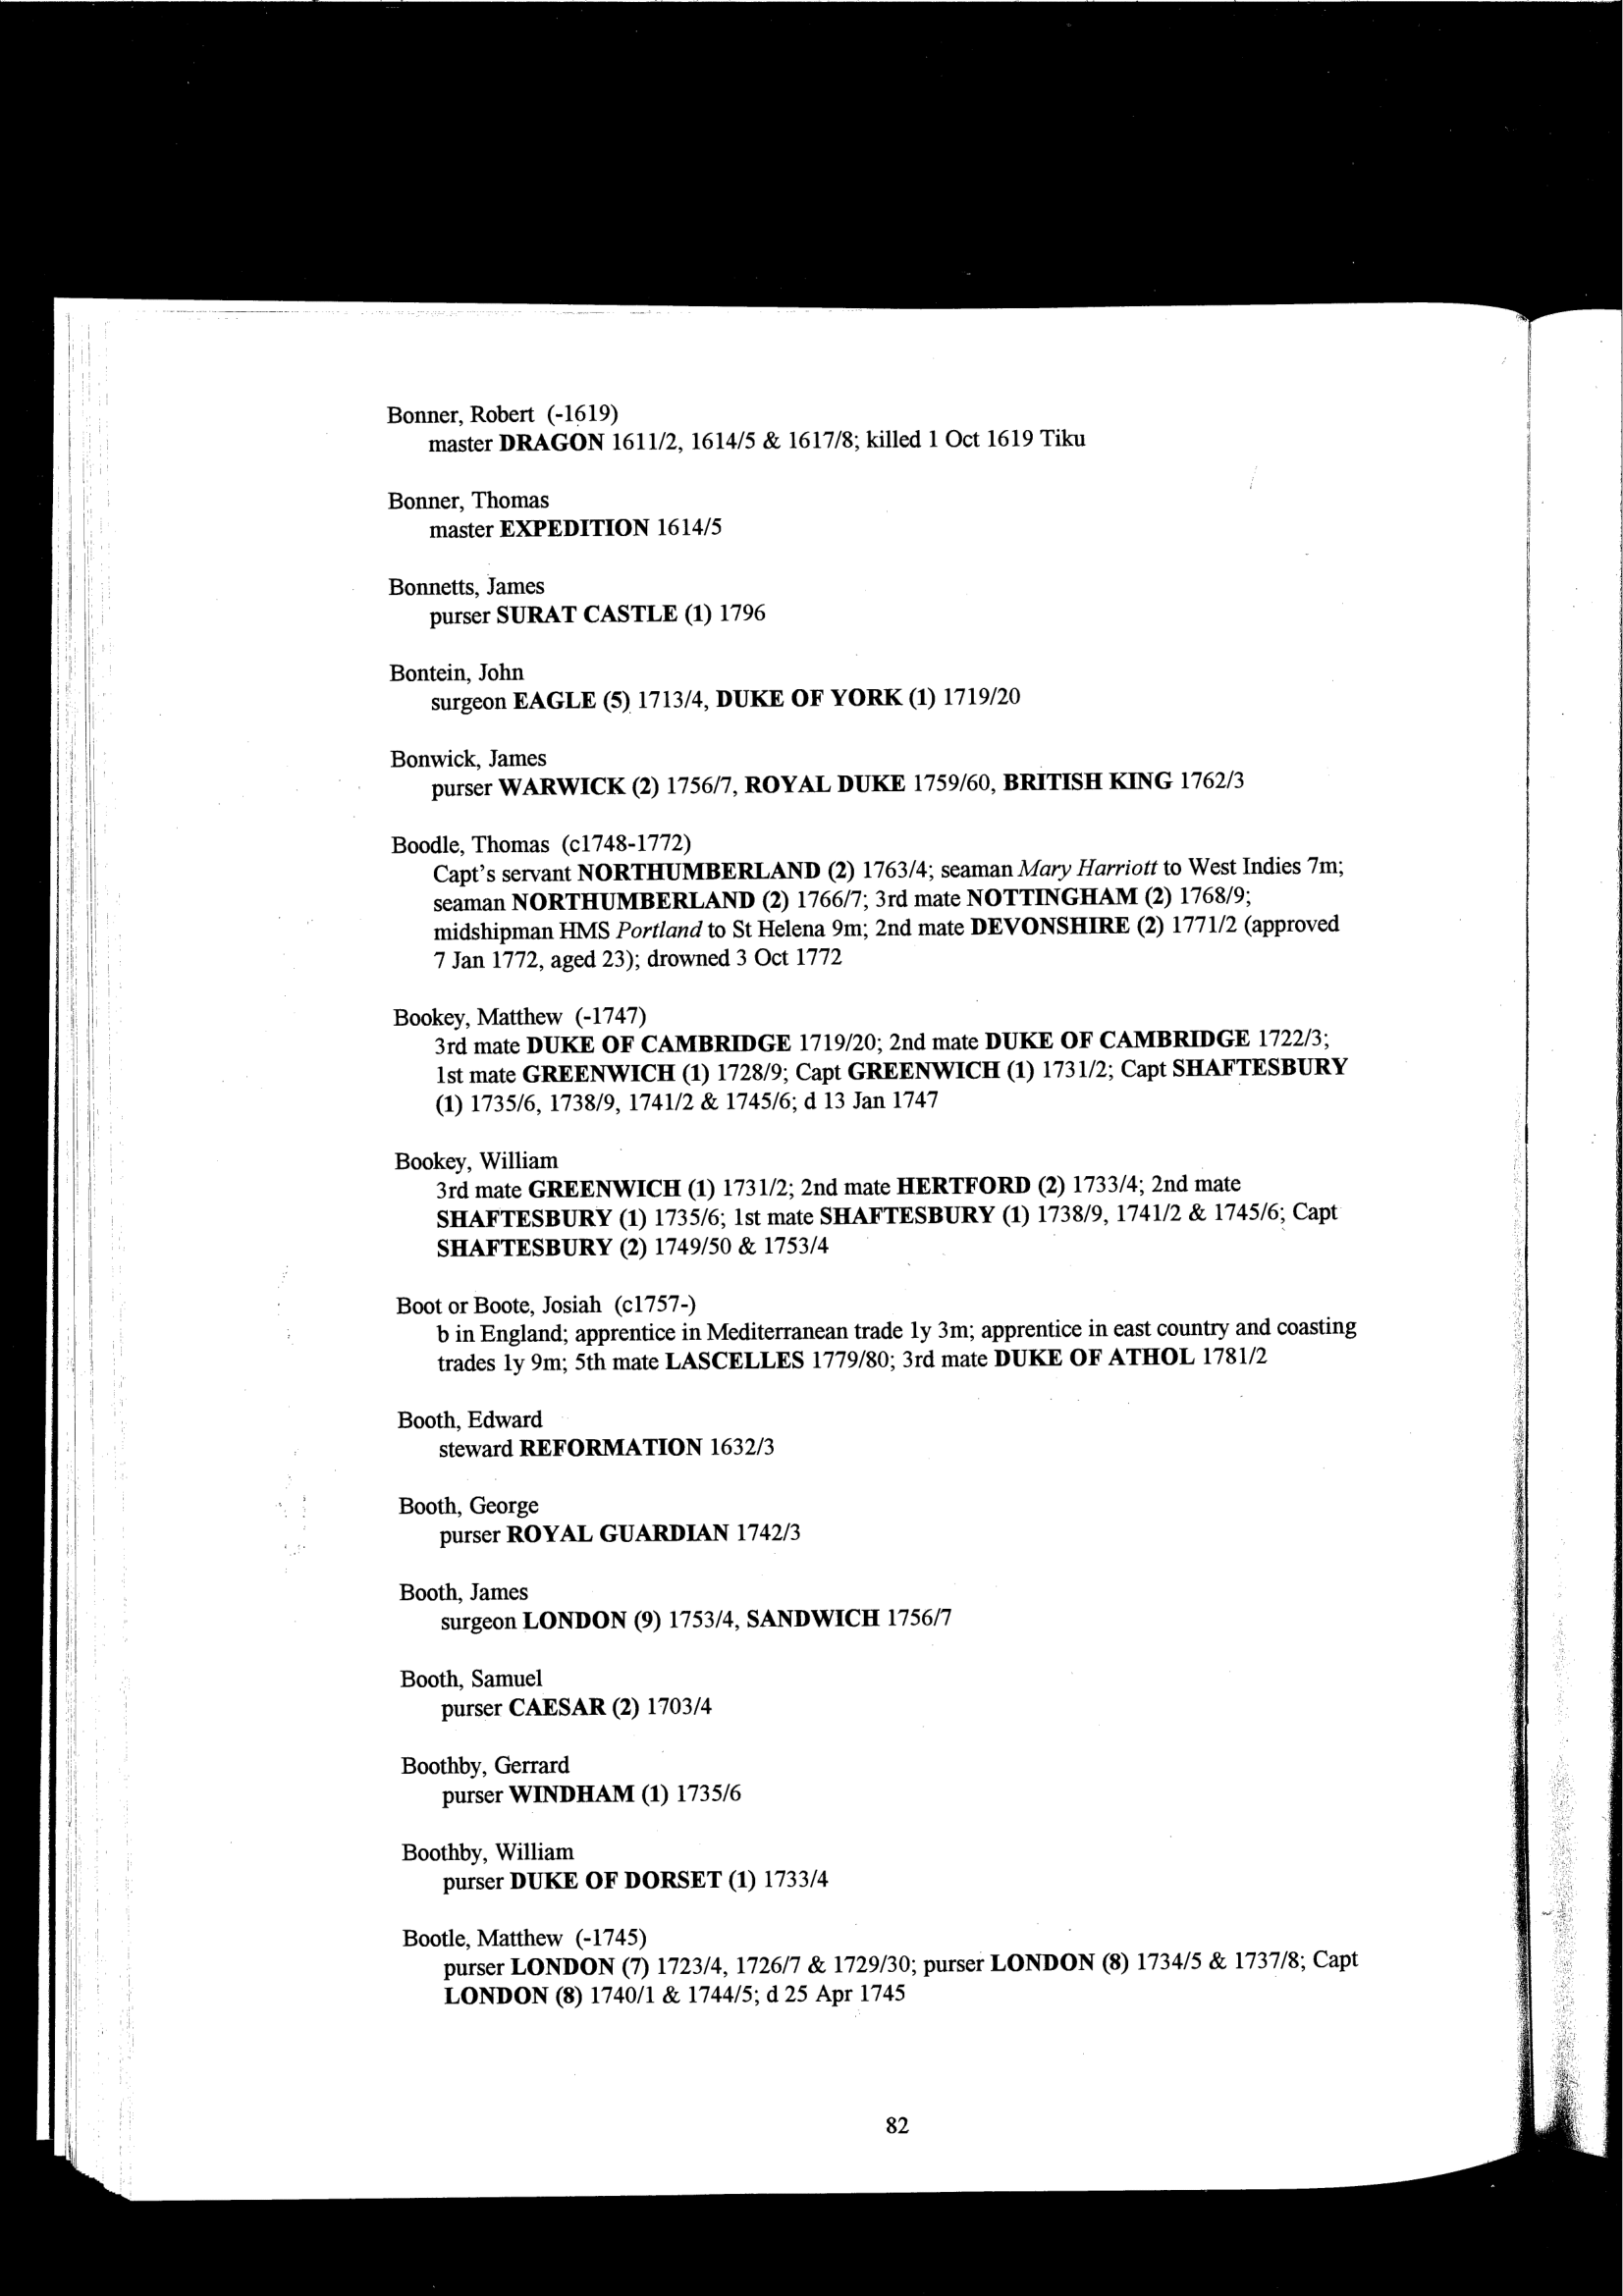 Bonner, Robert (-1619)
master DRAGON 1611/2, 1614/5 & 1617/8; killed 1 Oct 1619 Tiku
Bonner, Thomas
master EXPEDITION 1614/5
Bonnetts, James
purser SURAT CASTLE (1) 1796
Bontein, John
surgeon EAGLE (5) 1713/4, DUKE OF YORK (1) 1719/20
Bonwick, James
purser WARWICK (2) 1756/7, ROYAL DUKE 1759/60, BRITISH KING 1762/3
Boodle, Thomas (c1748-1772)
Capt's servant NORTHUMBERLAND (2) 1763/4; seaman Mary Harriott to West Indies 7m;
seaman NORTHUMBERLAND (2) 1766/7; 3rd mate NOTTINGHAM (2) 1768/9;
midshipman HMS Portland to St Helena 9m; 2nd mate DEVONSHIRE (2) 1771/2 (approved
7 Jan 1772, aged 23); drowned 3 Oct 1772
Bookey, Matthew (-1747)
3rd mate DUKE OF CAMBRIDGE 1719/20; 2nd mate DUKE OF CAMBRIDGE 1722/3;
1st mate GREENWICH (1) 1728/9; Capt GREENWICH (1) 1731/2; Capt SHAFTESBURY
(1) 1735/6, 1738/9, 1741/2 & 1745/6; d 13 Jan 1747
Bookey, William
3rd mate GREENWICH (1) 1731/2; 2nd mate HERTFORD (2) 1733/4; 2nd mate
SHAFTESBURY (1) 1735/6; 1st mate SHAFTESBURY (1) 1738/9, 1741/2 & 1745/6; Capt
SHAFTESBURY (2) 1749/50 & 1753/4
Boot or Boote, Josiah (c1757-)
b in England; apprentice in Mediterranean trade 1y 3m; apprentice in east country and coasting
trades 1y 9m; 5th mate LASCELLES 1779/80; 3rd mate DUKE OF ATHOL 1781/2
Booth, Edward
steward REFORMATION 1632/3
Booth, George
purser ROYAL GUARDIAN 1742/3
Booth, James
surgeon LONDON (9) 1753/4, SANDWICH 1756/7
Booth, Samuel
purser CAESAR (2) 1703/4
Boothby, Gerrard
purser WINDHAM (1) 1735/6
Boothby, William
purser DUKE OF DORSET (1) 1733/4
Bootle, Matthew (-1745)
purser LONDON (7) 1723/4, 1726/7 & 1729/30; purser LONDON (8) 1734/5 & 1737/8; Capt
LONDON (8) 1740/1 & 1744/5; d 25 Apr 1745
82